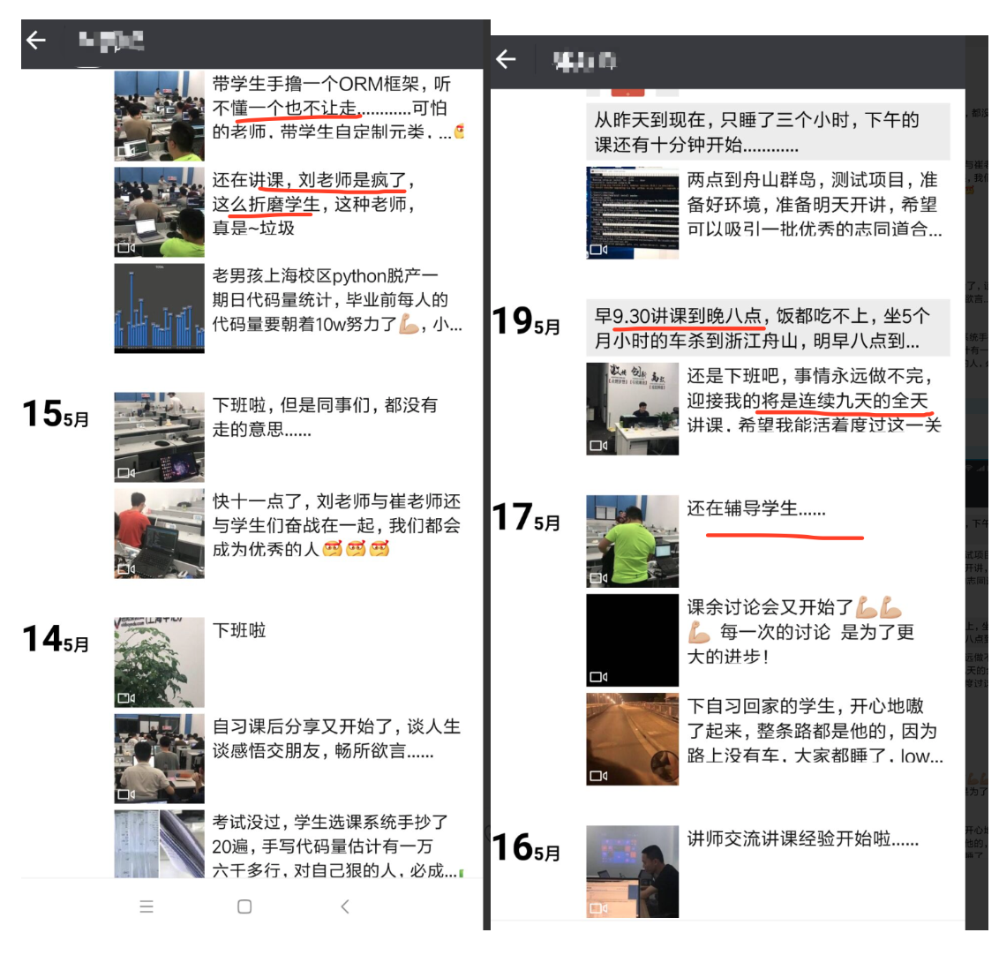 带学生手撸一个ORM框架，听
不懂一个也不让走............可怕
的老师，带学生自定制元类，...
还在讲课，刘老师是疯了，
这么折磨学生，这种老师，
真是~垃圾
老男孩上海校区python脱产一
期日代码量统计，毕业前每人的
代码量要朝着10w努力了💪，小...
15 5月
下班啦，但是同事们，都没有
走的意思......
快十一点了，刘老师与崔老师还
与学生们奋战在一起，我们都会
成为优秀的人
14 5月
下班啦
自习课后分享又开始了，谈人生
谈感悟交朋友，畅所欲言......
考试没过，学生选课系统手抄了
20遍，手写代码量估计有一万
六千多行，对自己狠的人，必成...
从昨天到现在，只睡了三个小时，下午的
课还有十分钟开始............
两点到舟山群岛，测试项目，准
备好环境，准备明天开讲，希望
可以吸引一批优秀的志同道合...
19 5月
早9.30讲课到晚八点，饭都吃不上，坐5个
月小时的车杀到浙江舟山，明早八点到...
还是下班吧，事情永远做不完，
迎接我的将是连续九天的全天
讲课，希望我能活着度过这一关
激情 创新 高效
17 5月
还在辅导学生......
课余讨论会又开始了💪💪
💪 每一次的讨论 是为了更
大的进步！
下自习回家的学生，开心地嗷
了起来，整条路都是他的，因为
路上没有车，大家都睡了，low...
16 5月
讲师交流讲课经验开始啦......